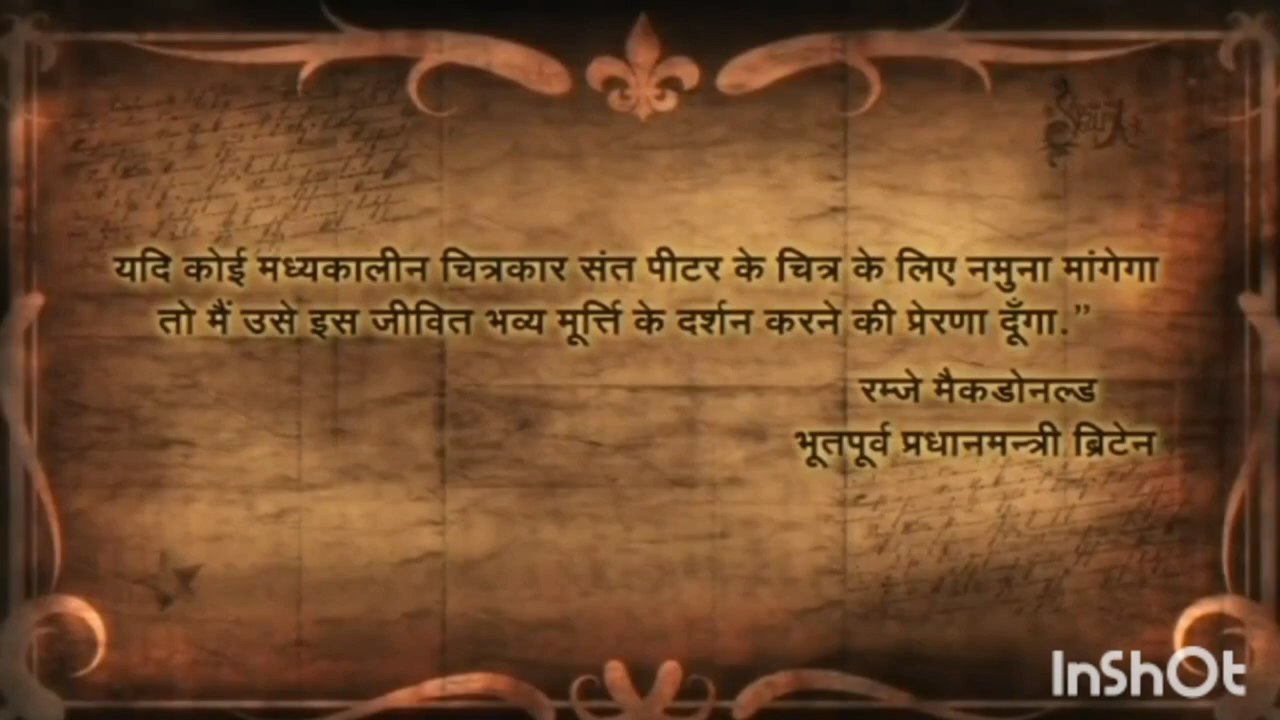 यदि कोई मध्यकालीन चित्रकार संत पीटर के चित्र के लिए नमुना मांगेगा
तो मैं उसे इस जीवित भव्य मूर्त्ति के दर्शन करने की प्रेरणा दूँगा.”
रम्जे मैकडोनल्ड
भूतपूर्व प्रधानमन्त्री ब्रिटेन
InShOt